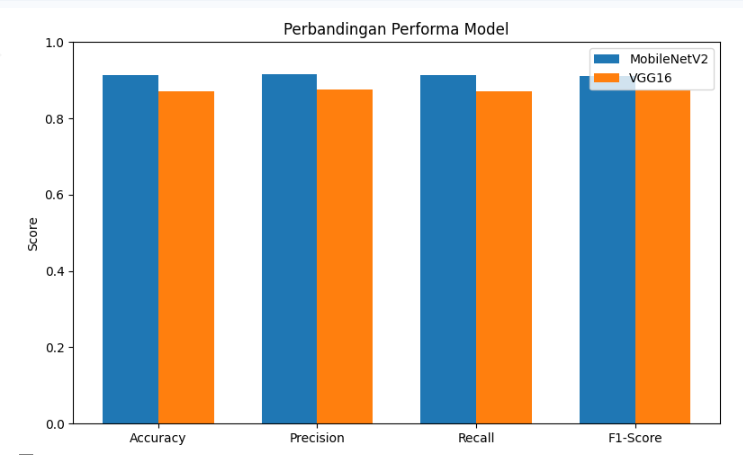 Perbandingan Performa Model
MobileNetV2
VGG16
1.0
0.8
0.6
0.4
0.2
0.0
Score
Accuracy Precision Recall F1-Score